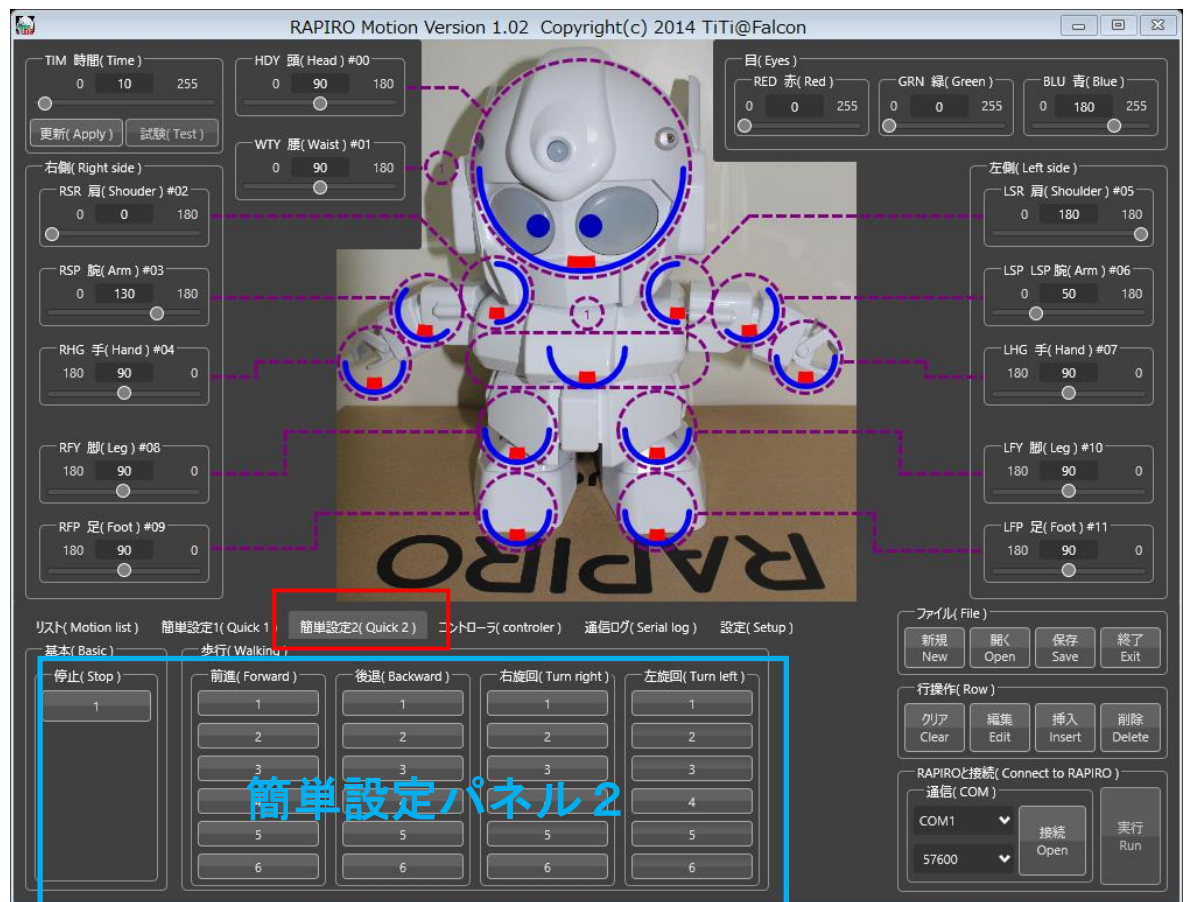 RAPIRO Motion Version 1.02 Copyright(c) 2014 TiTi@Falcon
TIM 時間( Time )
0 10 255
更新( Apply ) 試験( Test )
HDY 頭( Head ) #00
0 90 180
WTY 腰( Waist ) #01
0 90 180
目( Eyes )
RED 赤( Red )
0 0 255
GRN 緑( Green )
0 0 255
BLU 青( Blue )
0 180 255
右側( Right side )
RSR 肩( Shouder ) #02
0 0 180
RSP 腕( Arm ) #03
0 130 180
RHG 手( Hand ) #04
180 90 0
RFY 脚( Leg ) #08
180 90 0
RFP 足( Foot ) #09
180 90 0
1
1
RAPIRO
左側( Left side )
LSR 肩( Shoulder ) #05
0 180 180
LSP LSP 腕( Arm ) #06
0 50 180
LHG 手( Hand ) #07
180 90 0
LFY 脚( Leg ) #10
180 90 0
LFP 足( Foot ) #11
180 90 0
リスト( Motion list ) 簡単設定1( Quick 1 ) 簡単設定2( Quick 2 ) コントローラ( controler ) 通信ログ( Serial log ) 設定( Setup )
基本( Basic )
停止( Stop )
1
歩行( Walking )
前進( Forward ) 後退( Backward ) 右旋回( Turn right ) 左旋回( Turn left )
1 1 1 1
2 2 2 2
3 3 3 3
4 4 4 4
5 5 5 5
6 6 6 6
簡単設定パネル２
ファイル( File )
新規 開く 保存 終了
New Open Save Exit
行操作( Row )
クリア 編集 挿入 削除
Clear Edit Insert Delete
RAPIROと接続( Connect to RAPIRO )
通信( COM )
COM1
57600
接続
Open
実行
Run